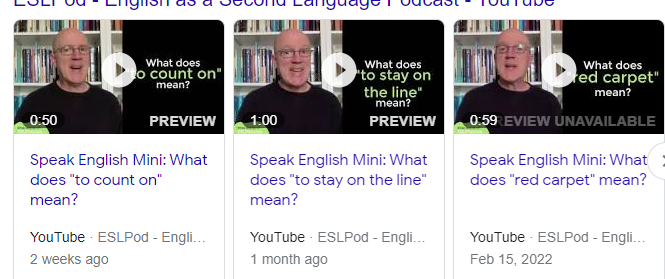 ESLPod - English as a Second Language Podcast - YouTube
What does
"to count on"
mean?
0:50
PREVIEW
Speak English Mini: What
does "to count on"
mean?
YouTube · ESLPod - Engli...
2 weeks ago
What does
"to stay on
the line"
mean?
1:00
PREVIEW
Speak English Mini: What
does "to stay on the line"
mean?
YouTube · ESLPod - Engli...
1 month ago
What does
"red carpet"
mean?
0:59
PREVIEW UNAVAILABLE
Speak English Mini: What
does "red carpet" mean?
YouTube · ESLPod - Engli...
Feb 15, 2022